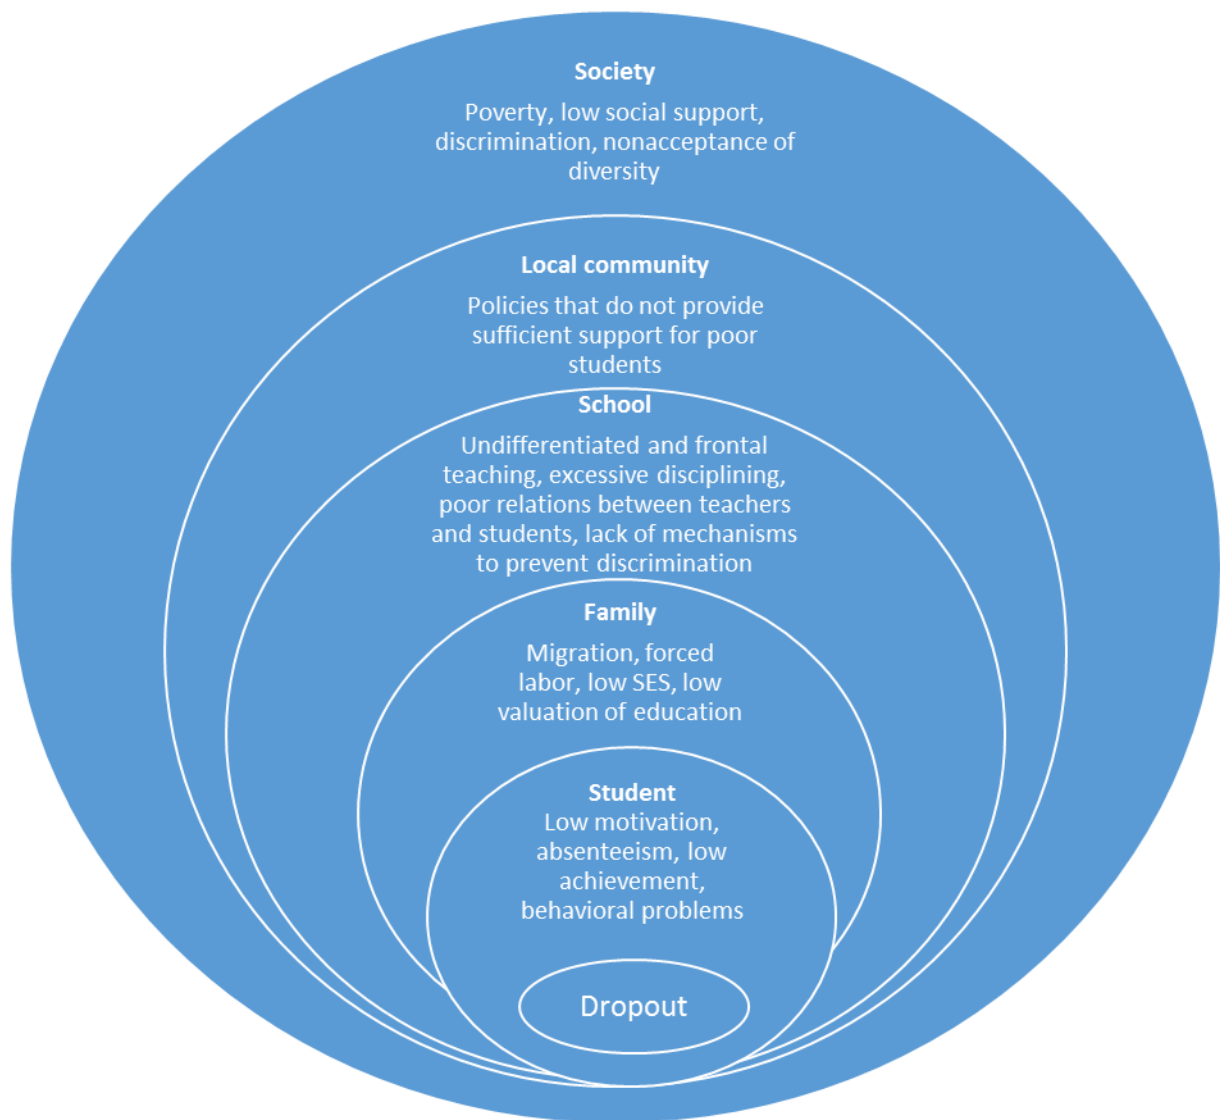 Society
Poverty, low social support,
discrimination, nonacceptance of
diversity
Local community
Policies that do not provide
sufficient support for poor
students
School
Undifferentiated and frontal
teaching, excessive disciplining,
poor relations between teachers
and students, lack of mechanisms
to prevent discrimination
Family
Migration, forced
labor, low SES, low
valuation of education
Student
Low motivation,
absenteeism, low
achievement,
behavioral problems
Dropout